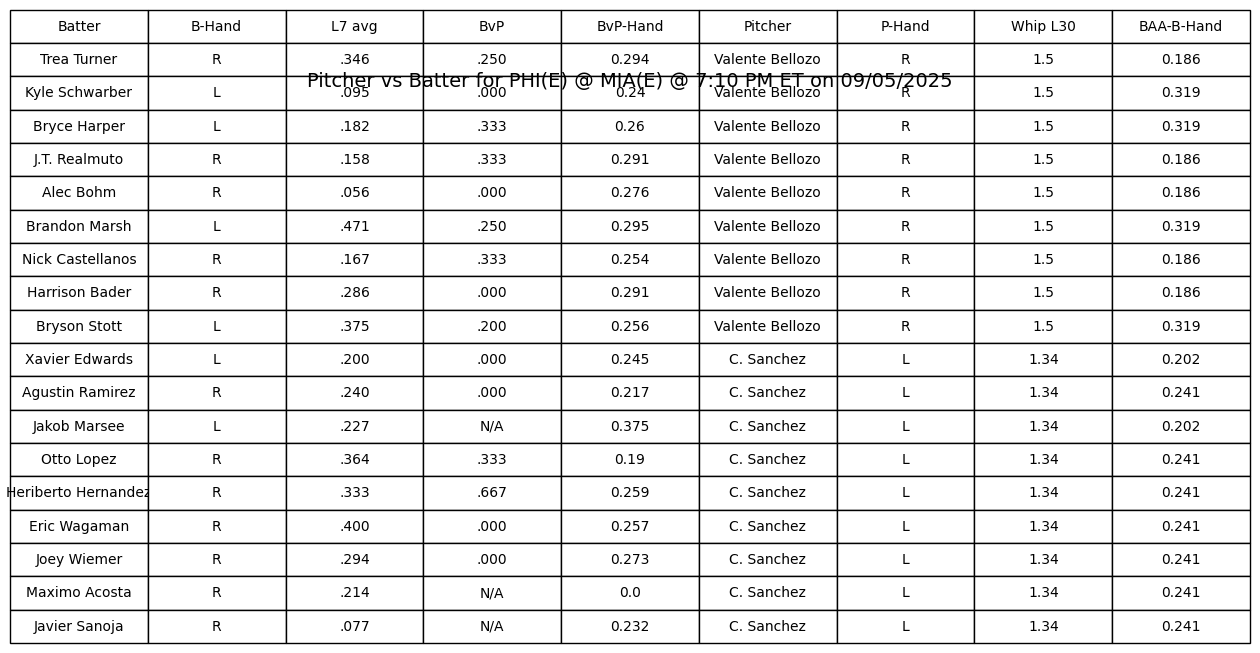 Batter B-Hand L7 avg BvP BvP-Hand Pitcher P-Hand Whip L30 BAA-B-Hand
Trea Turner R .346 .250 0.294 Valente Bellozo R 1.5 0.186
Pitcher vs Batter for PHI(E) @ MIA(E) @ 7:10 PM ET on 09/05/2025
Kyle Schwarber L .095 .000 0.24 Valente Bellozo R 1.5 0.319
Bryce Harper L .182 .333 0.26 Valente Bellozo R 1.5 0.319
J.T. Realmuto R .158 .333 0.291 Valente Bellozo R 1.5 0.186
Alec Bohm R .056 .000 0.276 Valente Bellozo R 1.5 0.186
Brandon Marsh L .471 .250 0.295 Valente Bellozo R 1.5 0.319
Nick Castellanos R .167 .333 0.254 Valente Bellozo R 1.5 0.186
Harrison Bader R .286 .000 0.291 Valente Bellozo R 1.5 0.186
Bryson Stott L .375 .200 0.256 Valente Bellozo R 1.5 0.319
Xavier Edwards L .200 .000 0.245 C. Sanchez L 1.34 0.202
Agustin Ramirez R .240 .000 0.217 C. Sanchez L 1.34 0.241
Jakob Marsee L .227 N/A 0.375 C. Sanchez L 1.34 0.202
Otto Lopez R .364 .333 0.19 C. Sanchez L 1.34 0.241
Heriberto Hernandez R .333 .667 0.259 C. Sanchez L 1.34 0.241
Eric Wagaman R .400 .000 0.257 C. Sanchez L 1.34 0.241
Joey Wiemer R .294 .000 0.273 C. Sanchez L 1.34 0.241
Maximo Acosta R .214 N/A 0.0 C. Sanchez L 1.34 0.241
Javier Sanoja R .077 N/A 0.232 C. Sanchez L 1.34 0.241